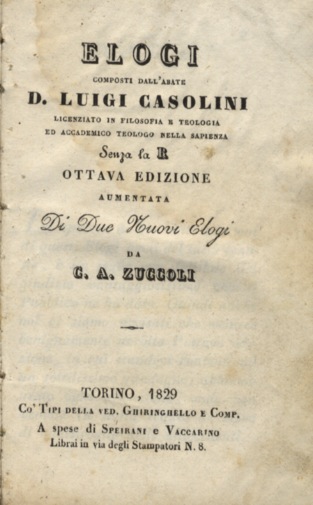 ELOGI
COMPOSTI DALL'ABATE
D. LUIGI CASOLINI
LICENZIATO IN FILOSOFIA E TEOLOGIA
ED ACCADEMICO TEOLOGO NELLA SAPIENZA
Senza la R
OTTAVA EDIZIONE
AUMENTATA
Di Due Nuovi Elogi
DA
C. A. ZUCCOLI
TORINO, 1829
Co' Tipi della ved. Ghiringhello e Comp.
A spese di Speirani e Vaccarino
Librai in via degli Stampatori N. 8.